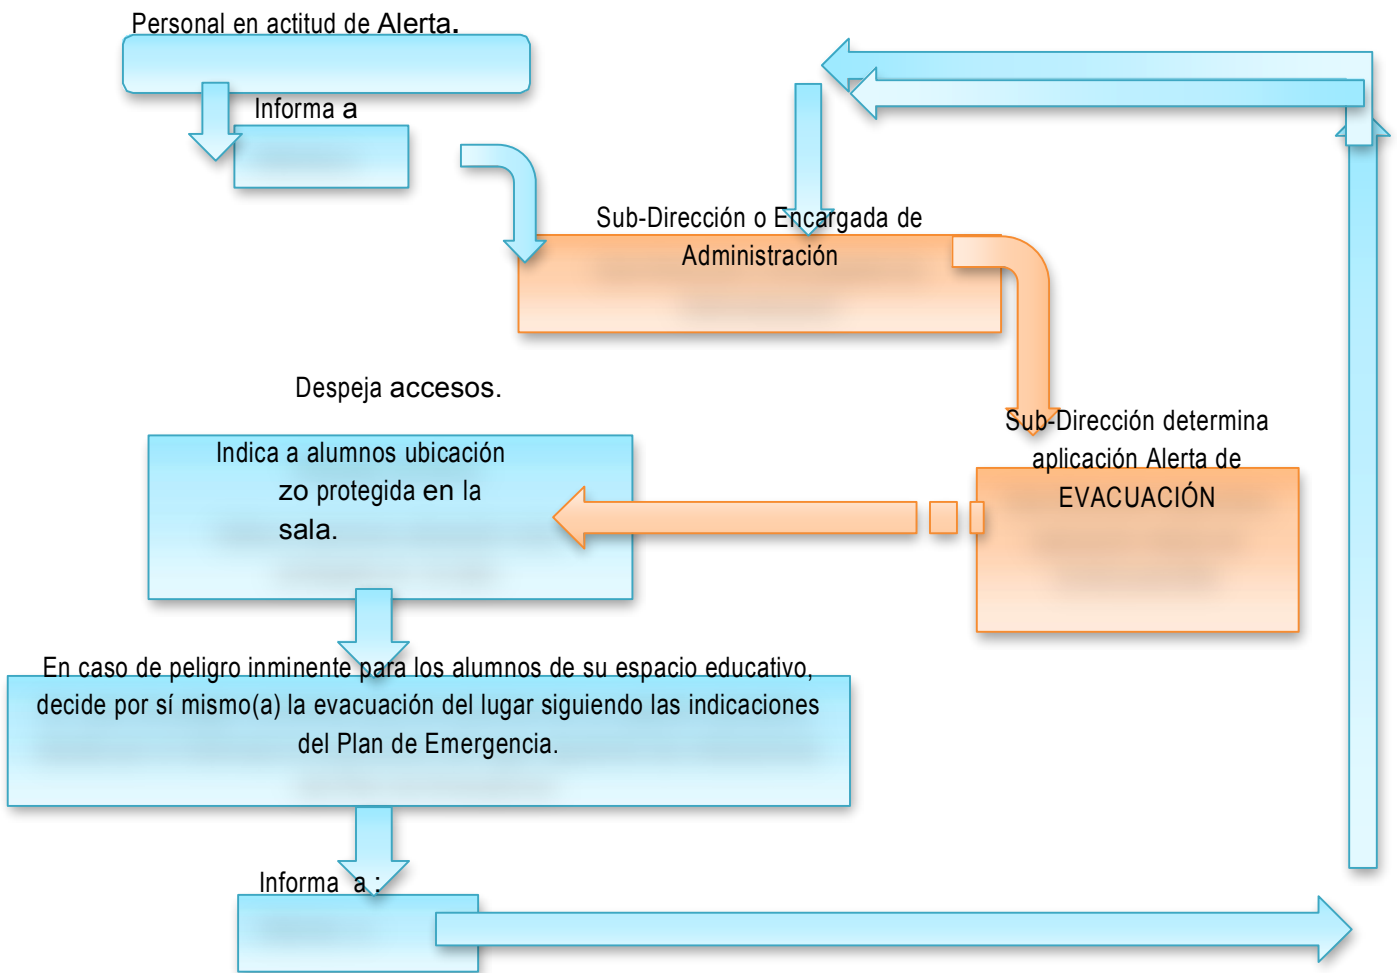 Personal en actitud de Alerta.
Informa a
Sub-Dirección o Encargada de
Administración
Despeja accesos.
Sub-Dirección determina
aplicación Alerta de
EVACUACIÓN
Indica a alumnos ubicación
zo protegida en la
sala.
En caso de peligro inminente para los alumnos de su espacio educativo,
decide por sí mismo(a) la evacuación del lugar siguiendo las indicaciones
del Plan de Emergencia.
Informa a :